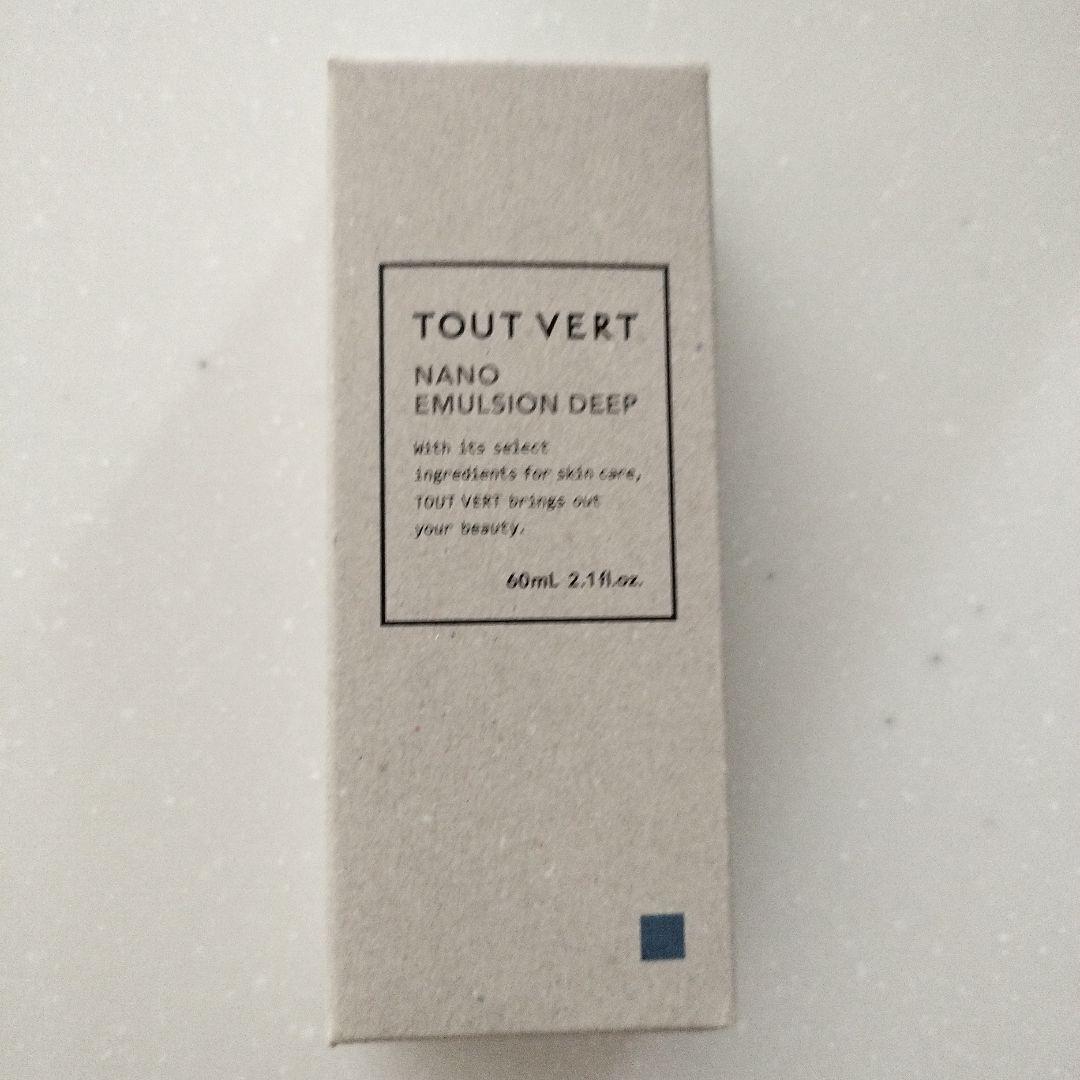 TOUT VERT
NANO
EMULSION DEEP
With its select
ingredients for skin care,
TOUT VERT brings out
your beauty.
60mL 2.1fl.oz.